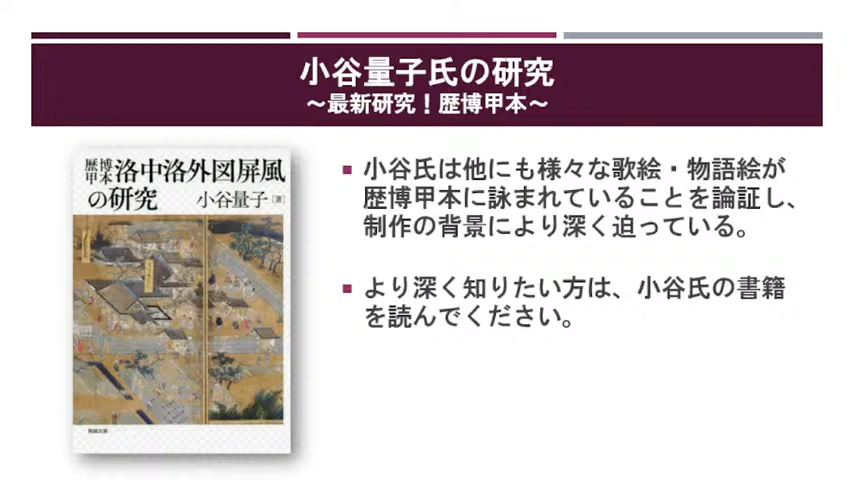 小谷量子氏の研究
～最新研究！歴博甲本～
歴博甲本洛中洛外図屏風
の研究 小谷量子[著]
勉誠出版
■ 小谷氏は他にも様々な歌絵・物語絵が
歴博甲本に詠まれていることを論証し、
制作の背景により深く迫っている。
■ より深く知りたい方は、小谷氏の書籍
を読んでください。